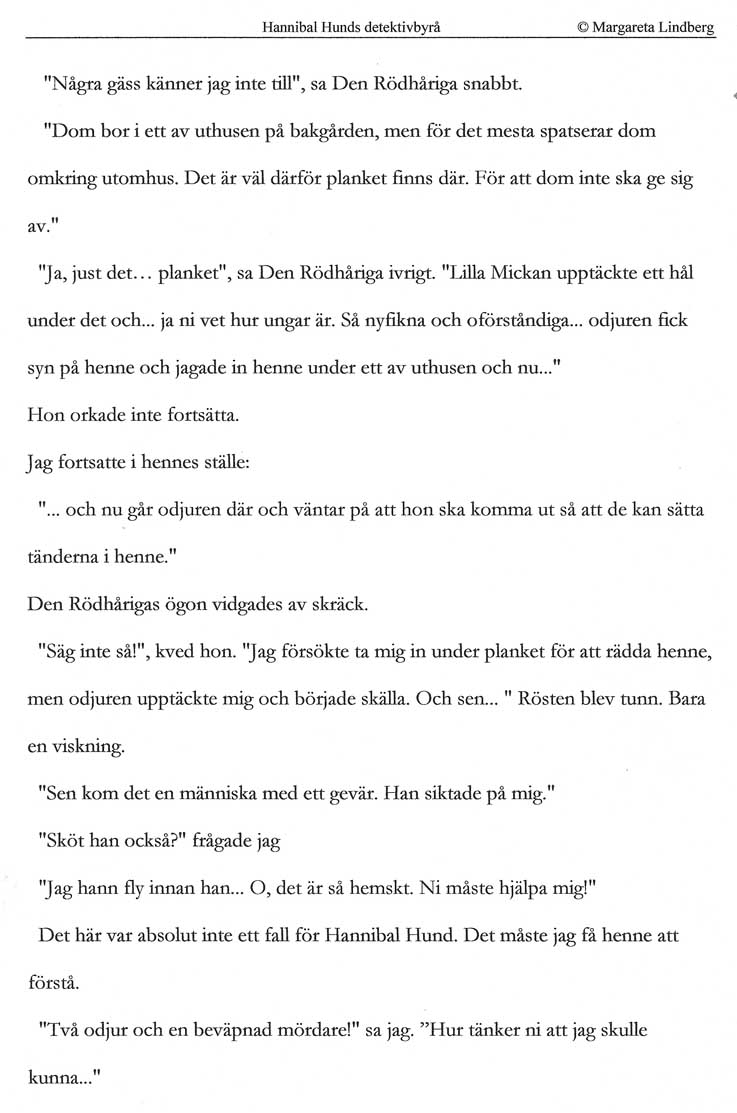 Hannibal Hunds detektivbyrå © Margareta Lindberg
"Några gäss känner jag inte till", sa Den Rödhåriga snabbt.
"Dom bor i ett av uthusen på bakgården, men för det mesta spatserar dom
omkring utomhus. Det är väl därför planket finns där. För att dom inte ska ge sig
av."
"Ja, just det... planket", sa Den Rödhåriga ivrigt. "Lilla Mickan upptäckte ett hål
under det och... ja ni vet hur ungar är. Så nyfikna och oförståndiga... odjuren fick
syn på henne och jagade in henne under ett av uthusen och nu..."
Hon orkade inte fortsätta.
Jag fortsatte i hennes ställe:
"... och nu går odjuren där och väntar på att hon ska komma ut så att de kan sätta
tänderna i henne."
Den Rödhårigas ögon vidgades av skräck.
"Säg inte så!", kved hon. "Jag försökte ta mig in under planket för att rädda henne,
men odjuren upptäckte mig och började skälla. Och sen... " Rösten blev tunn. Bara
en viskning.
"Sen kom det en människa med ett gevär. Han siktade på mig."
"Sköt han också?" frågade jag
"Jag hann fly innan han... O, det är så hemskt. Ni måste hjälpa mig!"
Det här var absolut inte ett fall för Hannibal Hund. Det måste jag få henne att
förstå.
"Två odjur och en beväpnad mördare!" sa jag. ”Hur tänker ni att jag skulle
kunna..."